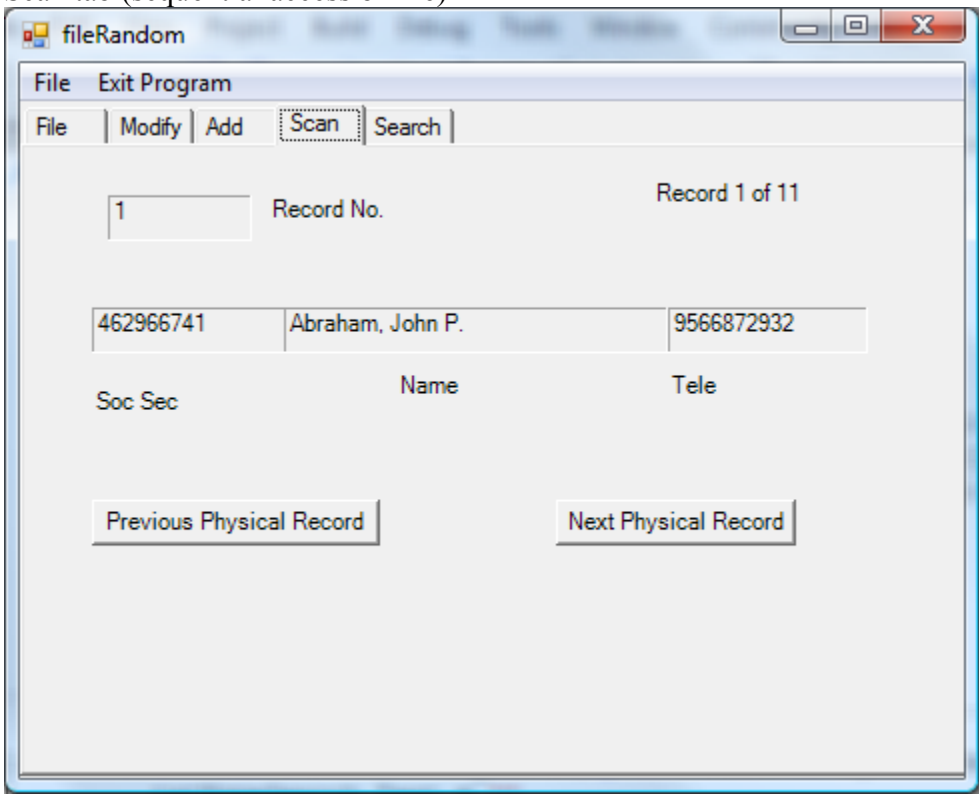 fileRandom
File Exit Program
File Modify Add Scan Search
1 Record No. Record 1 of 11
462966741 Abraham, John P. 9566872932
Soc Sec Name Tele
Previous Physical Record Next Physical Record